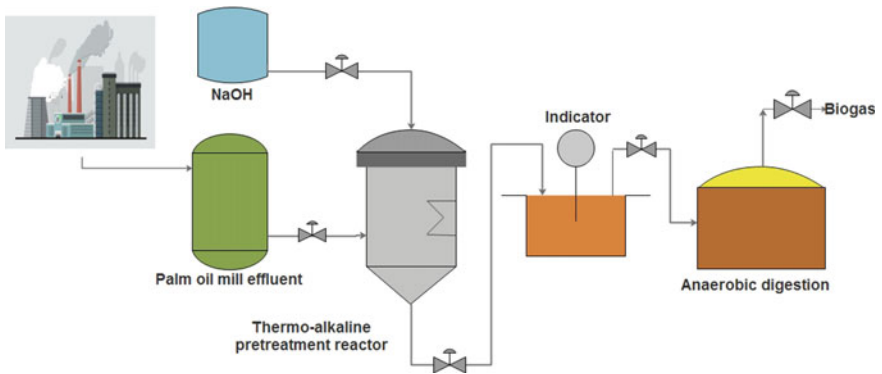 NaOH
Indicator
Biogas
Palm oil mill effluent
Anaerobic digestion
Thermo-alkaline
pretreatment reactor